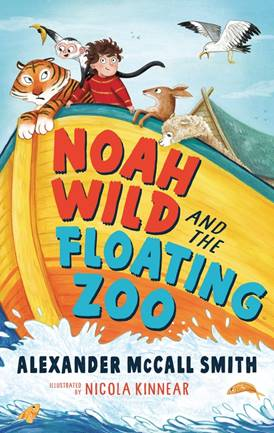 NOAH
WILD
AND THE
FLOATING
ZOO
ALEXANDER McCALL SMITH
ILLUSTRATED BY NICOLA KINNEAR